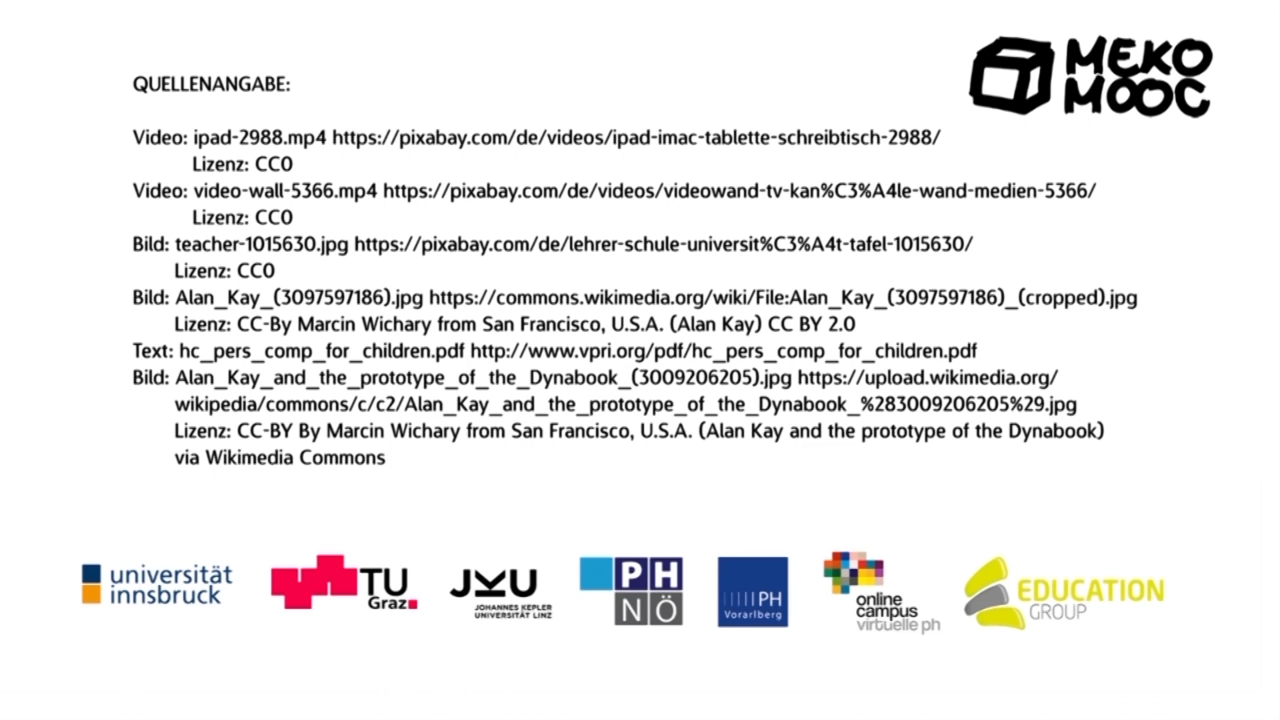 MEKO
MOOC
QUELLENANGABE:
Video: ipad-2988.mp4 https://pixabay.com/de/videos/ipad-imac-tablette-schreibtisch-2988/
Lizenz: CC0
Video: video-wall-5366.mp4 https://pixabay.com/de/videos/videowand-tv-kan%C3%A4le-wand-medien-5366/
Lizenz: CC0
Bild: teacher-1015630.jpg https://pixabay.com/de/lehrer-schule-universit%C3%A4t-tafel-1015630/
Lizenz: CC0
Bild: Alan_Kay_(3097597186).jpg https://commons.wikimedia.org/wiki/File:Alan_Kay_(3097597186)_(cropped).jpg
Lizenz: CC-By Marcin Wichary from San Francisco, U.S.A. (Alan Kay) CC BY 2.0
Text: hc_pers_comp_for_children.pdf http://www.vpri.org/pdf/hc_pers_comp_for_children.pdf
Bild: Alan_Kay_and_the_prototype_of_the_Dynabook_(3009206205).jpg https://upload.wikimedia.org/
wikipedia/commons/c/c2/Alan_Kay_and_the_prototype_of_the_Dynabook_%283009206205%29.jpg
Lizenz: CC-BY By Marcin Wichary from San Francisco, U.S.A. (Alan Kay and the prototype of the Dynabook)
via Wikimedia Commons
universität
innsbruck
TU
Graz
JKU
JOHANNES KEPLER
UNIVERSITÄT LINZ
PH
NÖ
PH
Vorarlberg
online
campus
virtuelle ph
EDUCATION
GROUP